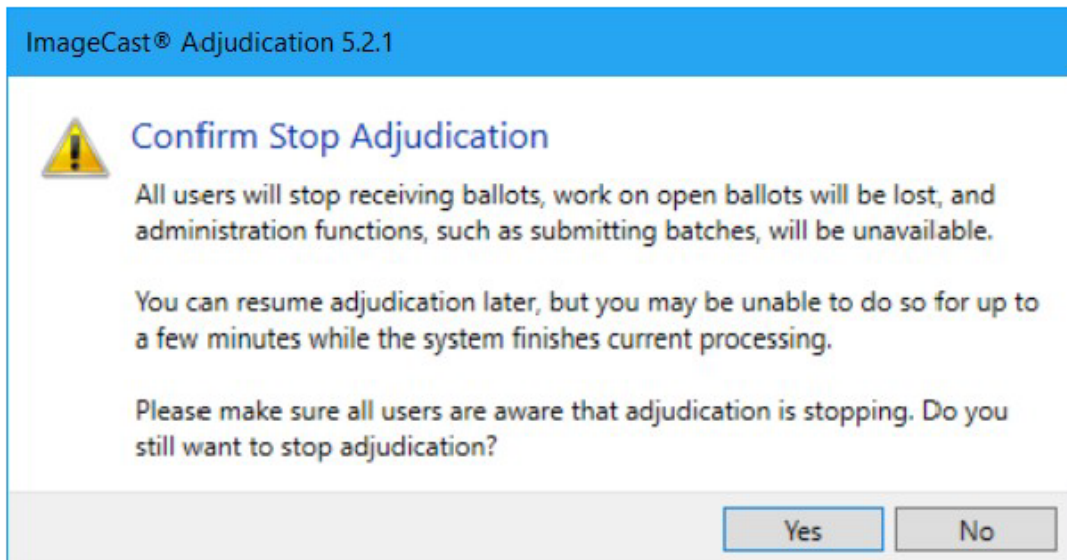 ImageCast® Adjudication 5.2.1
Confirm Stop Adjudication
All users will stop receiving ballots, work on open ballots will be lost, and
administration functions, such as submitting batches, will be unavailable.
You can resume adjudication later, but you may be unable to do so for up to
a few minutes while the system finishes current processing.
Please make sure all users are aware that adjudication is stopping. Do you
still want to stop adjudication?
Yes No